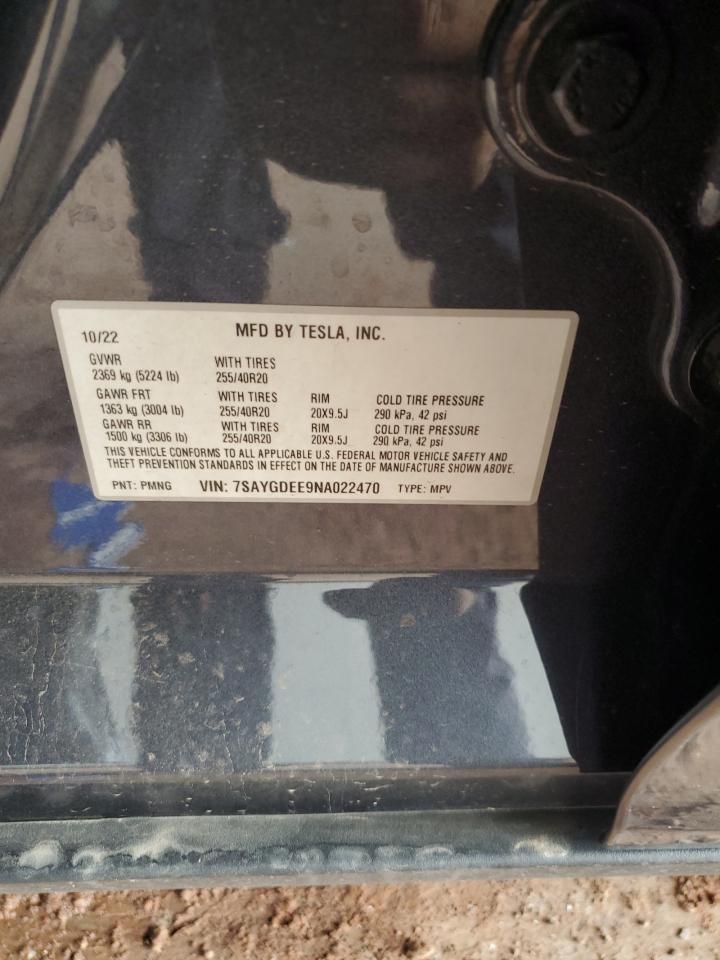 10/22 MFD BY TESLA, INC.
GVWR WITH TIRES
2369 kg (5224 lb) 255/40R20
GAWR FRT WITH TIRES RIM COLD TIRE PRESSURE
1363 kg (3004 lb) 255/40R20 20X9.5J 290 kPa, 42 psi
GAWR RR WITH TIRES RIM COLD TIRE PRESSURE
1500 kg (3306 lb) 255/40R20 20X9.5J 290 kPa, 42 psi
THIS VEHICLE CONFORMS TO ALL APPLICABLE U.S. FEDERAL MOTOR VEHICLE SAFETY AND
THEFT PREVENTION STANDARDS IN EFFECT ON THE DATE OF MANUFACTURE SHOWN ABOVE.
PNT: PMNG VIN: 7SAYGDEE9NA022470 TYPE: MPV